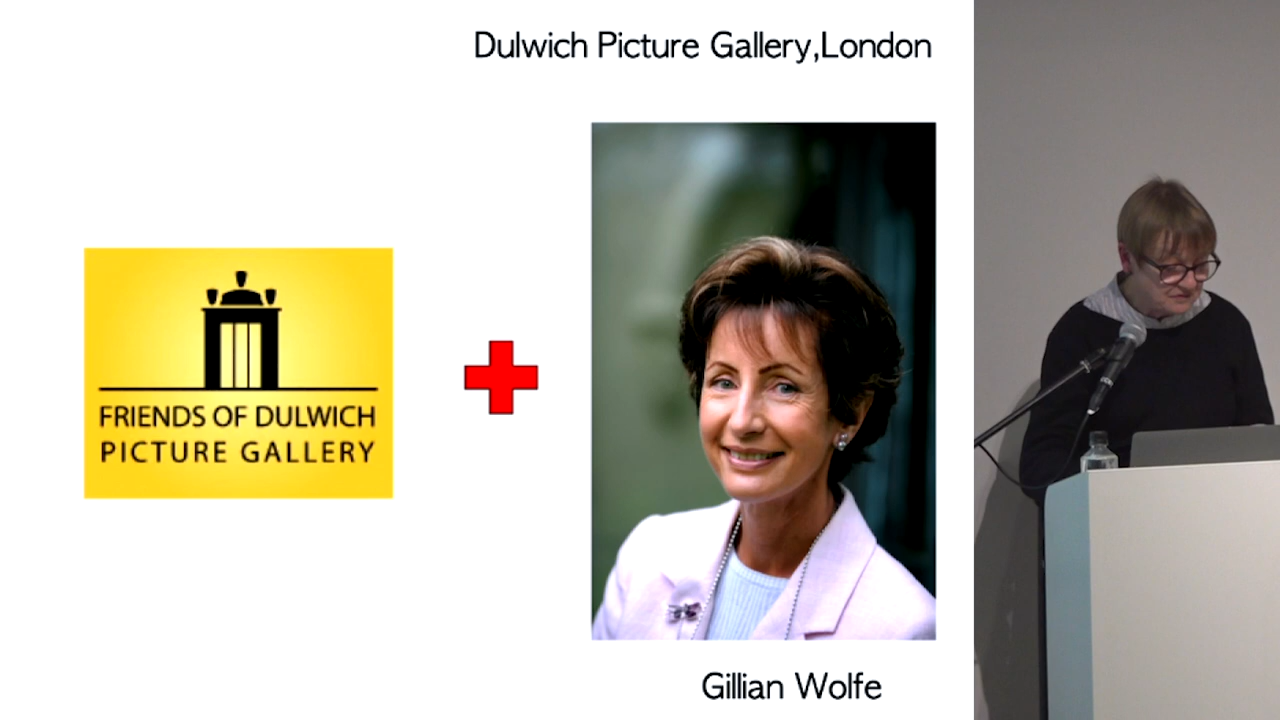 Dulwich Picture Gallery,London
FRIENDS OF DULWICH
PICTURE GALLERY
Gillian Wolfe